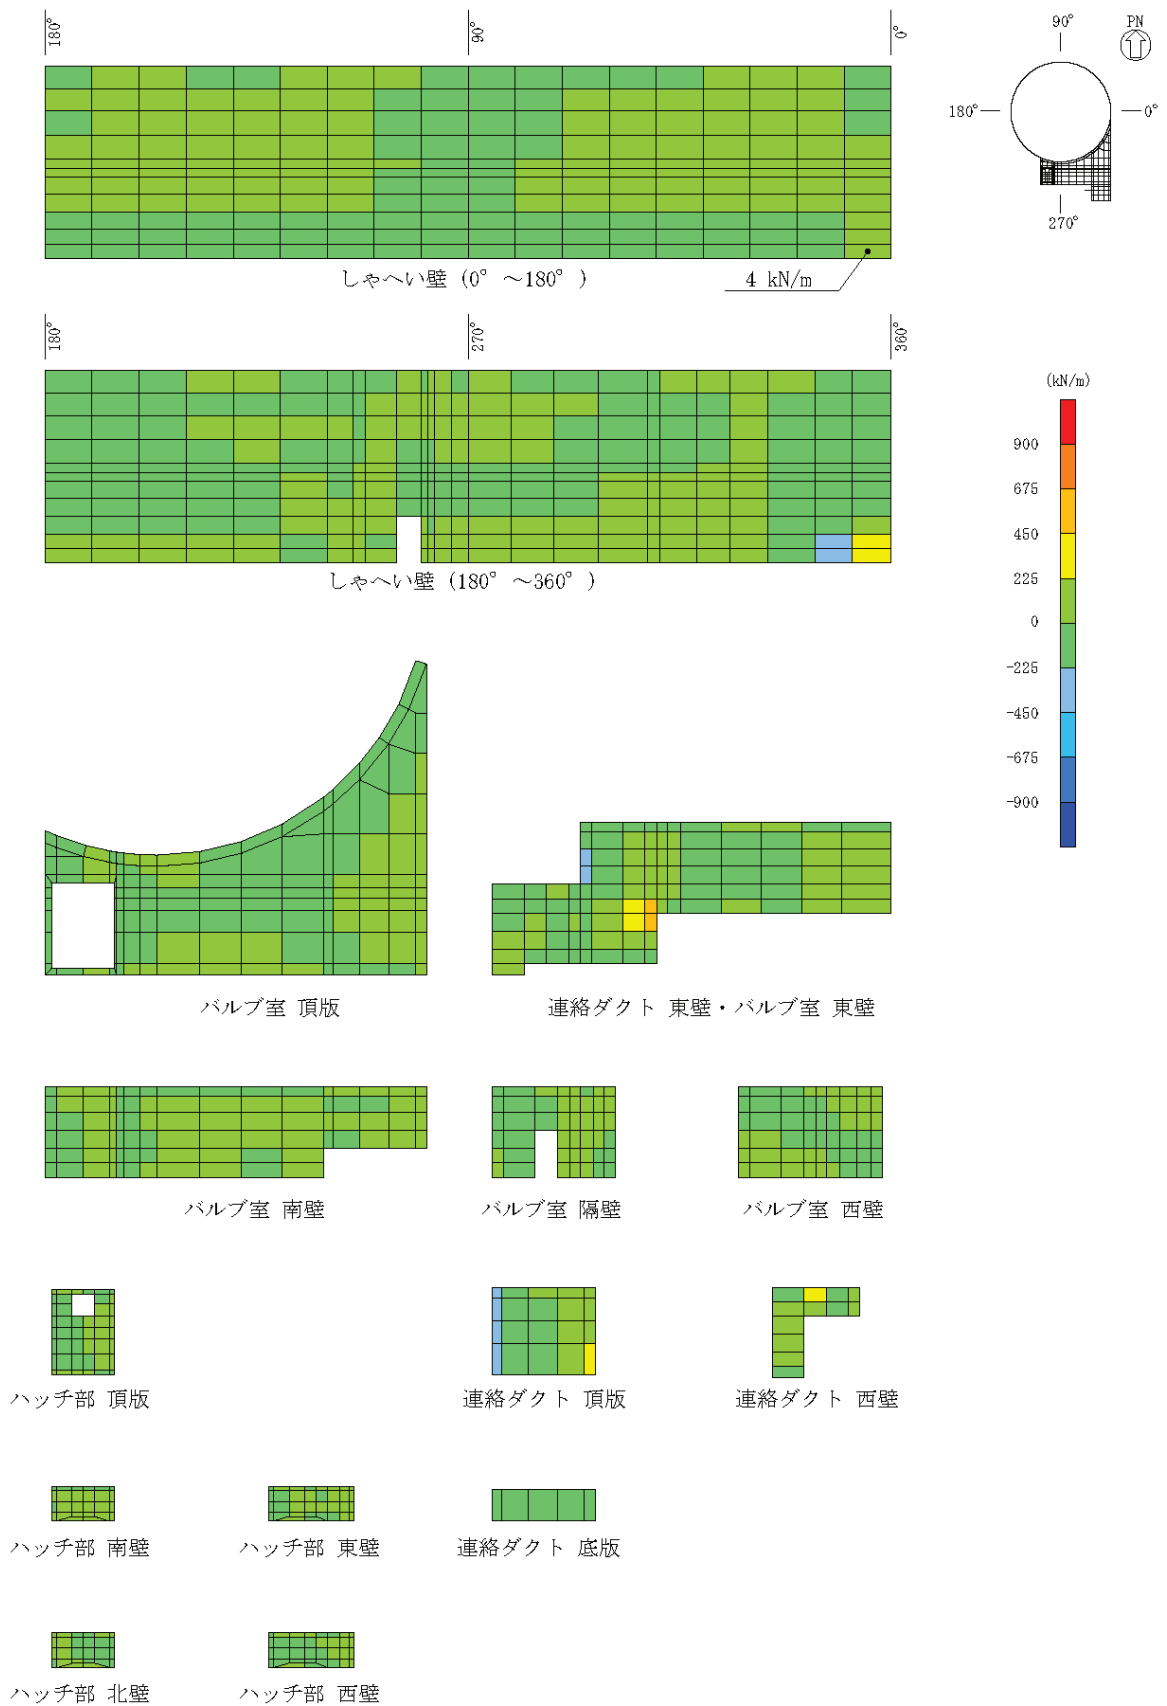 180°
90°
0°
90°
PN
180°
0°
270°
しゃへい壁 (0° ～180° )
4 kN/m
180°
270°
360°
しゃへい壁 (180° ～360° )
(kN/m)
900
675
450
225
0
-225
-450
-675
-900
バルブ室 頂版
連絡ダクト 東壁・バルブ室 東壁
バルブ室 南壁
バルブ室 隔壁
バルブ室 西壁
ハッチ部 頂版
連絡ダクト 頂版
連絡ダクト 西壁
ハッチ部 南壁
ハッチ部 東壁
連絡ダクト 底版
ハッチ部 北壁
ハッチ部 西壁